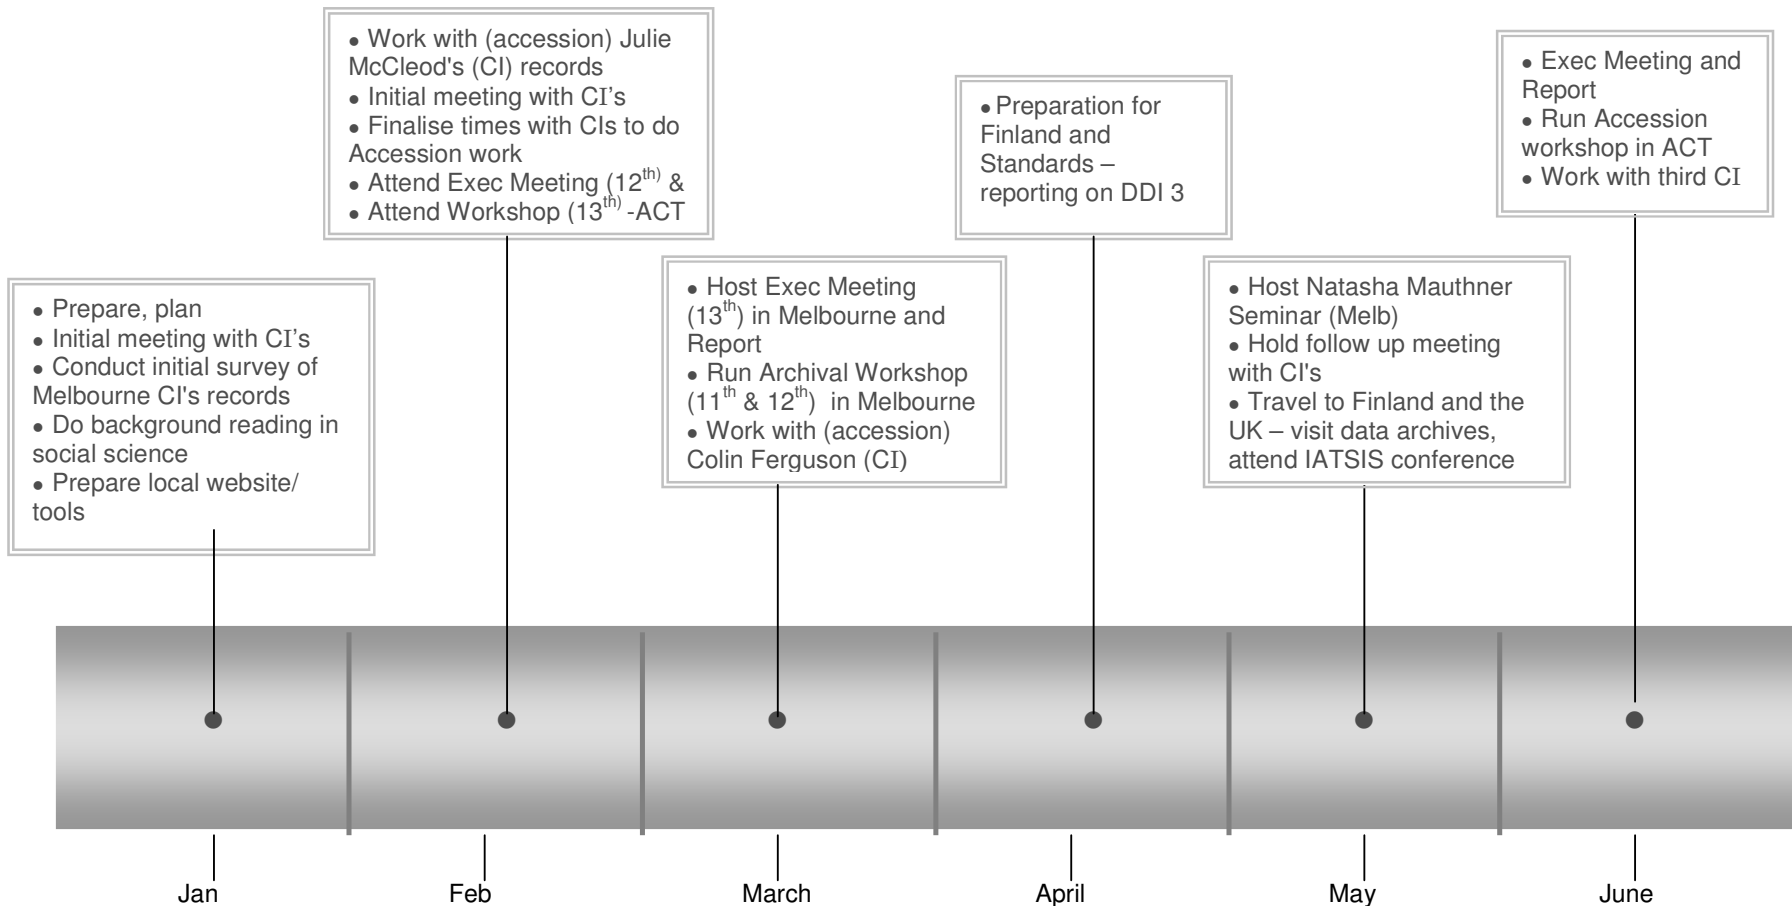 • Prepare, plan
• Initial meeting with CI's
• Conduct initial survey of
Melbourne CI's records
• Do background reading in
social science
• Prepare local website/
tools
• Work with (accession) Julie
McCleod's (CI) records
• Initial meeting with CI's
• Finalise times with CIs to do
Accession work
• Attend Exec Meeting (12th) &
• Attend Workshop (13th) -ACT
• Host Exec Meeting
(13th) in Melbourne and
Report
• Run Archival Workshop
(11th & 12th) in Melbourne
• Work with (accession)
Colin Ferguson (CI)
• Preparation for
Finland and
Standards –
reporting on DDI 3
• Host Natasha Mauthner
Seminar (Melb)
• Hold follow up meeting
with CI's
• Travel to Finland and the
UK – visit data archives,
attend IATSIS conference
• Exec Meeting and
Report
• Run Accession
workshop in ACT
• Work with third CI
Jan
Feb
March
April
May
June